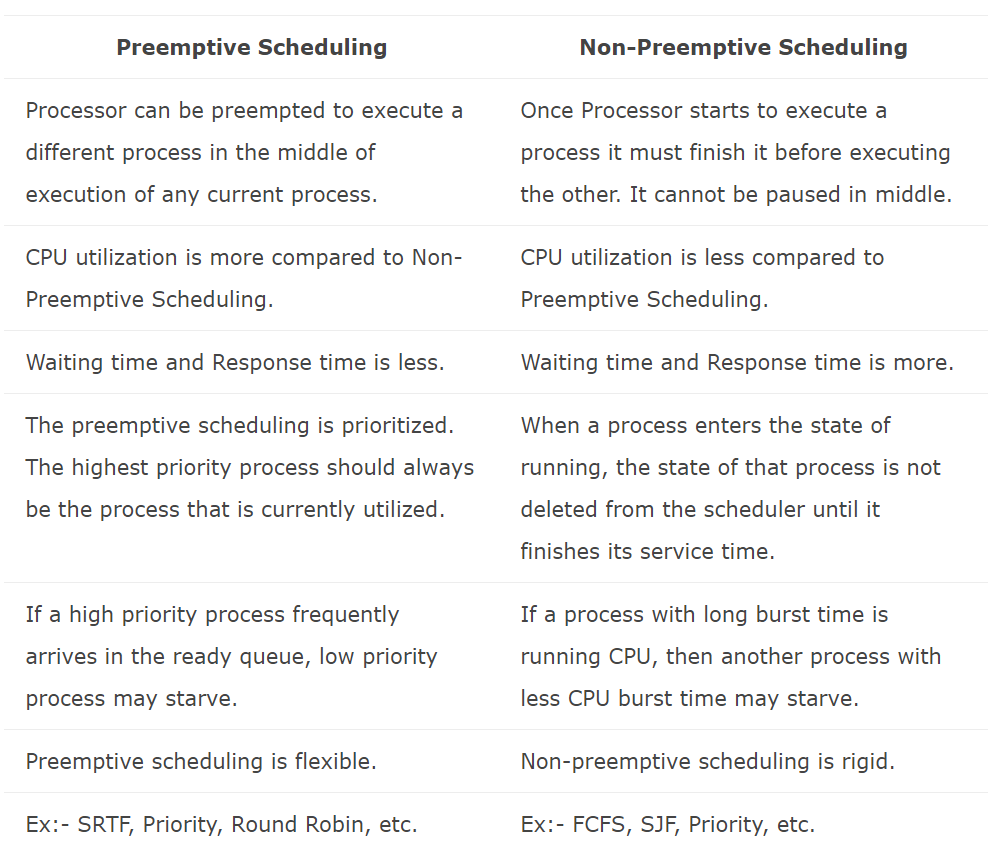 Preemptive Scheduling
Non-Preemptive Scheduling
Processor can be preempted to execute a
different process in the middle of
execution of any current process.
Once Processor starts to execute a
process it must finish it before executing
the other. It cannot be paused in middle.
CPU utilization is more compared to Non-
Preemptive Scheduling.
CPU utilization is less compared to
Preemptive Scheduling.
Waiting time and Response time is less.
Waiting time and Response time is more.
The preemptive scheduling is prioritized.
The highest priority process should always
be the process that is currently utilized.
When a process enters the state of
running, the state of that process is not
deleted from the scheduler until it
finishes its service time.
If a high priority process frequently
arrives in the ready queue, low priority
process may starve.
If a process with long burst time is
running CPU, then another process with
less CPU burst time may starve.
Preemptive scheduling is flexible.
Non-preemptive scheduling is rigid.
Ex:- SRTF, Priority, Round Robin, etc.
Ex:- FCFS, SJF, Priority, etc.